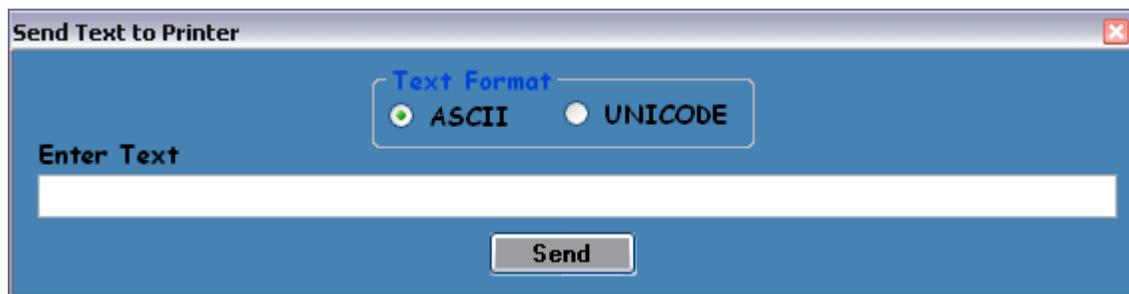 Send Text to Printer
Text Format
ASCII UNICODE
Enter Text
Send